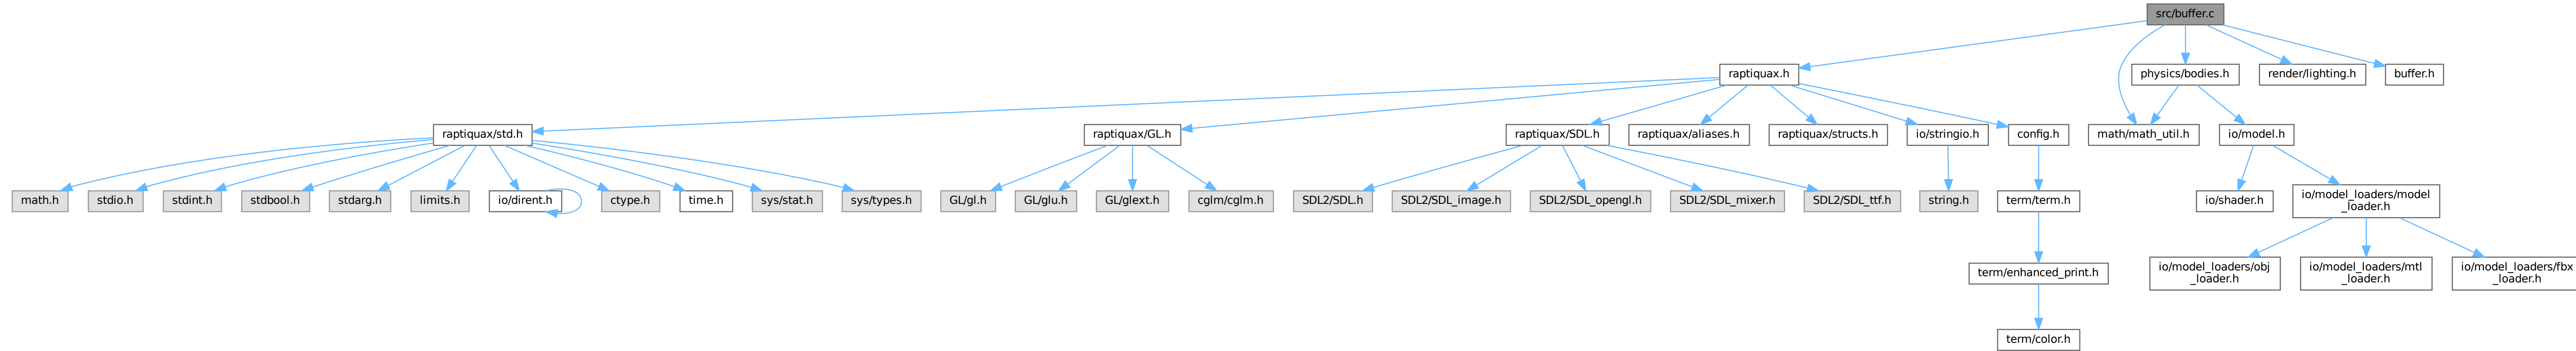 src/buffer.c
raptiquax.h
physics/bodies.h
render/lighting.h
buffer.h
raptiquax/std.h
raptiquax/GL.h
raptiquax/SDL.h
raptiquax/aliases.h
raptiquax/structs.h
io/stringio.h
config.h
math/math_util.h
io/model.h
math.h
stdio.h
stdint.h
stdbool.h
stdarg.h
limits.h
io/dirent.h
ctype.h
time.h
sys/stat.h
sys/types.h
GL/gl.h
GL/glu.h
GL/glext.h
cglm/cglm.h
SDL2/SDL.h
SDL2/SDL_image.h
SDL2/SDL_opengl.h
SDL2/SDL_mixer.h
SDL2/SDL_ttf.h
string.h
term/term.h
io/shader.h
io/model_loaders/model
_loader.h
term/enhanced_print.h
io/model_loaders/obj
_loader.h
io/model_loaders/mtl
_loader.h
io/model_loaders/fbx
_loader.h
term/color.h